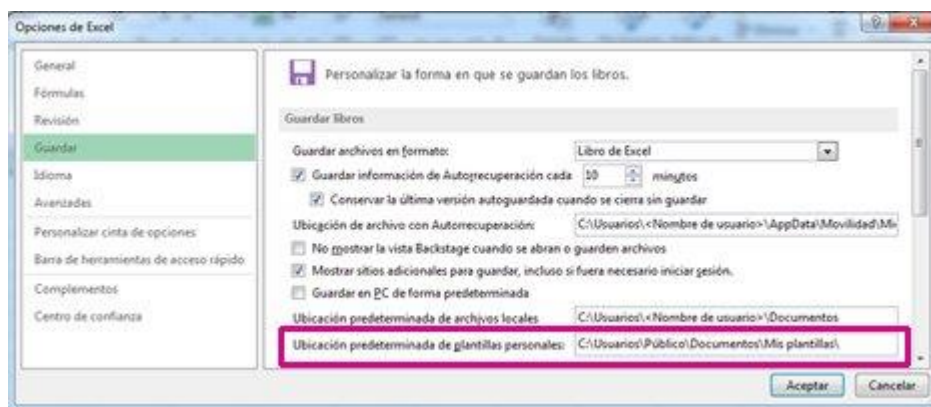 Opciones de Excel
General
Fórmulas
Revisión
Guardar
Idioma
Avanzadas
Personalizar cinta de opciones
Barra de herramientas de acceso rápido
Complementos
Centro de confianza
Personalizar la forma en que se guardan los libros.
Guardar libros
Guardar archivos en formato: Libro de Excel
Guardar información de Autorrecuperación cada 10 minutos
Conservar la última versión autoguardada cuando se cierra sin guardar
Ubicación de archivo con Autorrecuperación: C:\Usuarios\<Nombre de usuario>\AppData\Movilidad\Mi
No mostrar la vista Backstage cuando se abran o guarden archivos
Mostrar sitios adicionales para guardar, incluso si fuera necesario iniciar sesión.
Guardar en PC de forma predeterminada
Ubicación predeterminada de archivos locales C:\Usuarios\<Nombre de usuario>\Documentos
Ubicación predeterminada de plantillas personales: C:\Usuarios\Público\Documentos\Mis plantillas\
Aceptar Cancelar